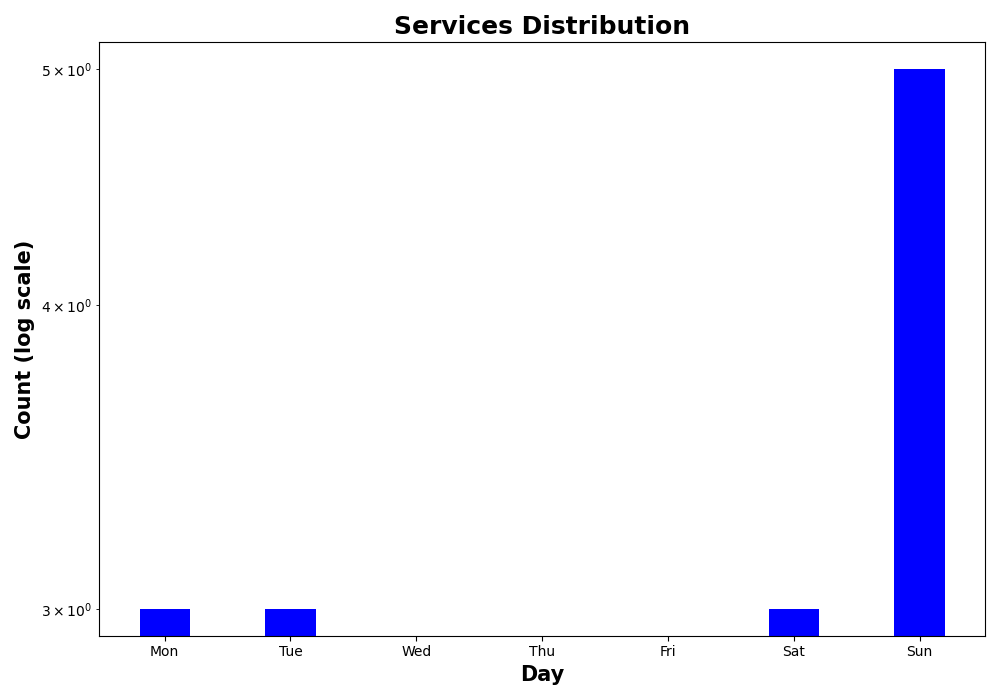 Services Distribution
5 × 10⁰
4 × 10⁰
3 × 10⁰
Count (log scale)
Mon Tue Wed Thu Fri Sat Sun
Day